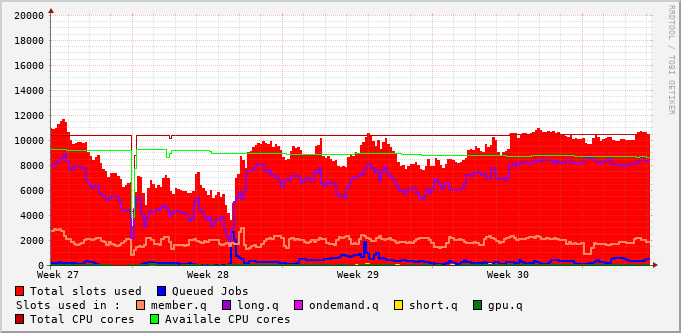 20000
18000
16000
14000
12000
10000
8000
6000
4000
2000
0
Week 27 Week 28 Week 29 Week 30
Total slots used Queued Jobs
Slots used in : member.q long.q ondemand.q short.q gpu.q
Total CPU cores Availale CPU cores
RRDTOOL / TOBI OETIKER